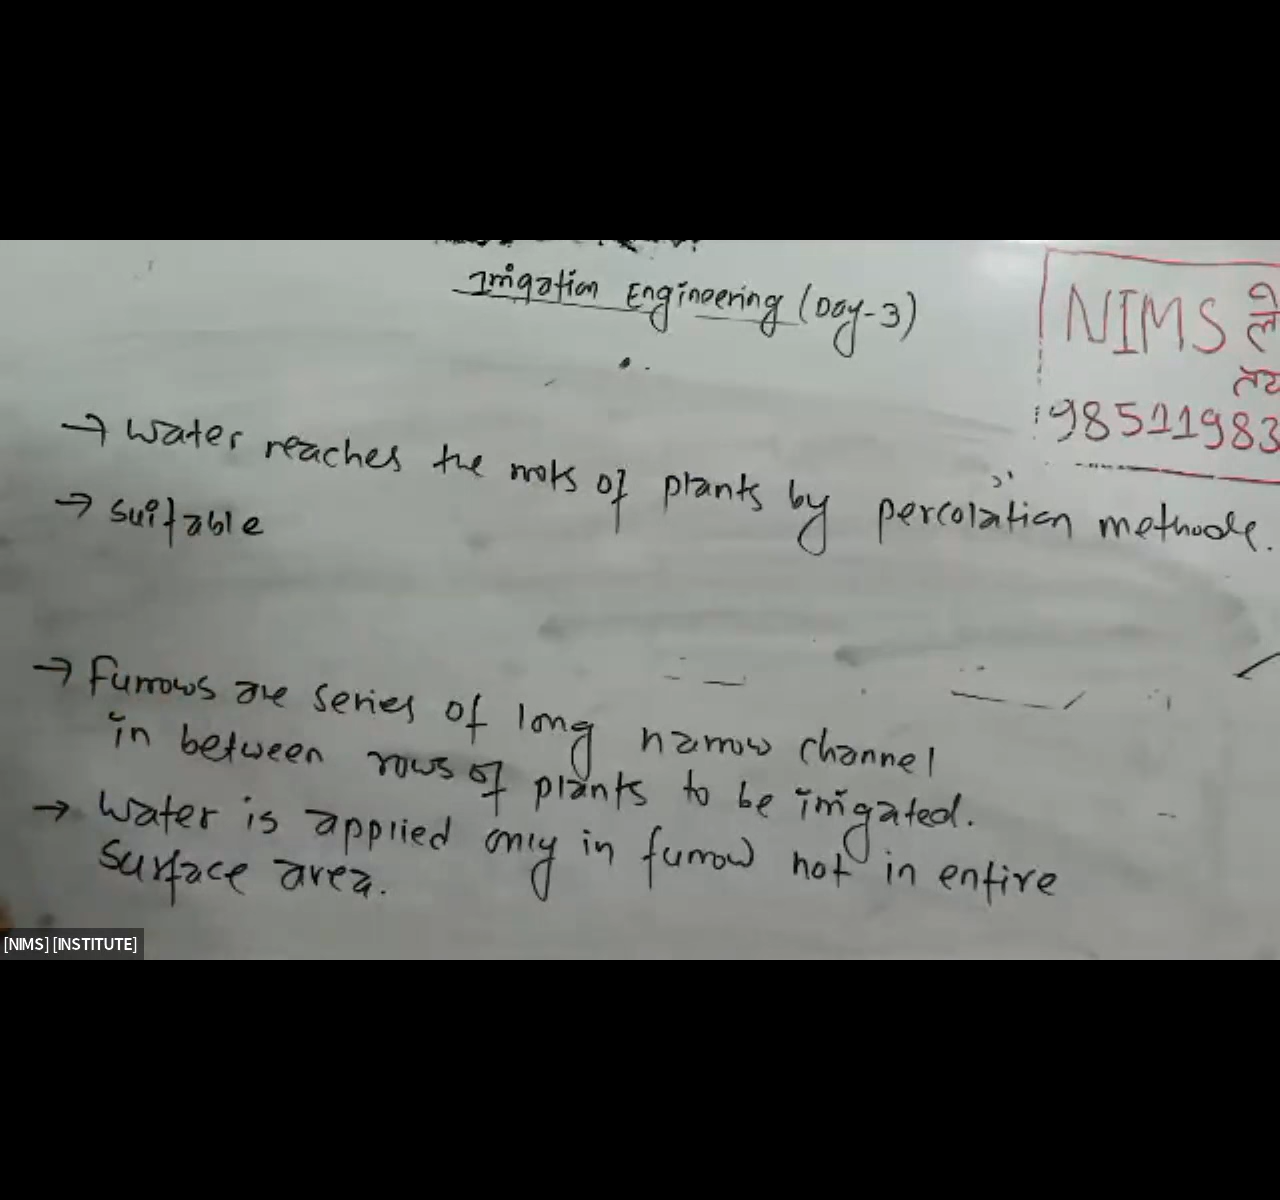 Irrigation Engineering (Day-3)
NIMS ले
98511983
→ Water reaches the roots of plants by percolation methode.
→ suitable
→ Furrows are series of long narrow channel
in between rows of plants to be irrigated.
→ Water is applied only in furrow not in entire
surface area.
[NIMS] [INSTITUTE]